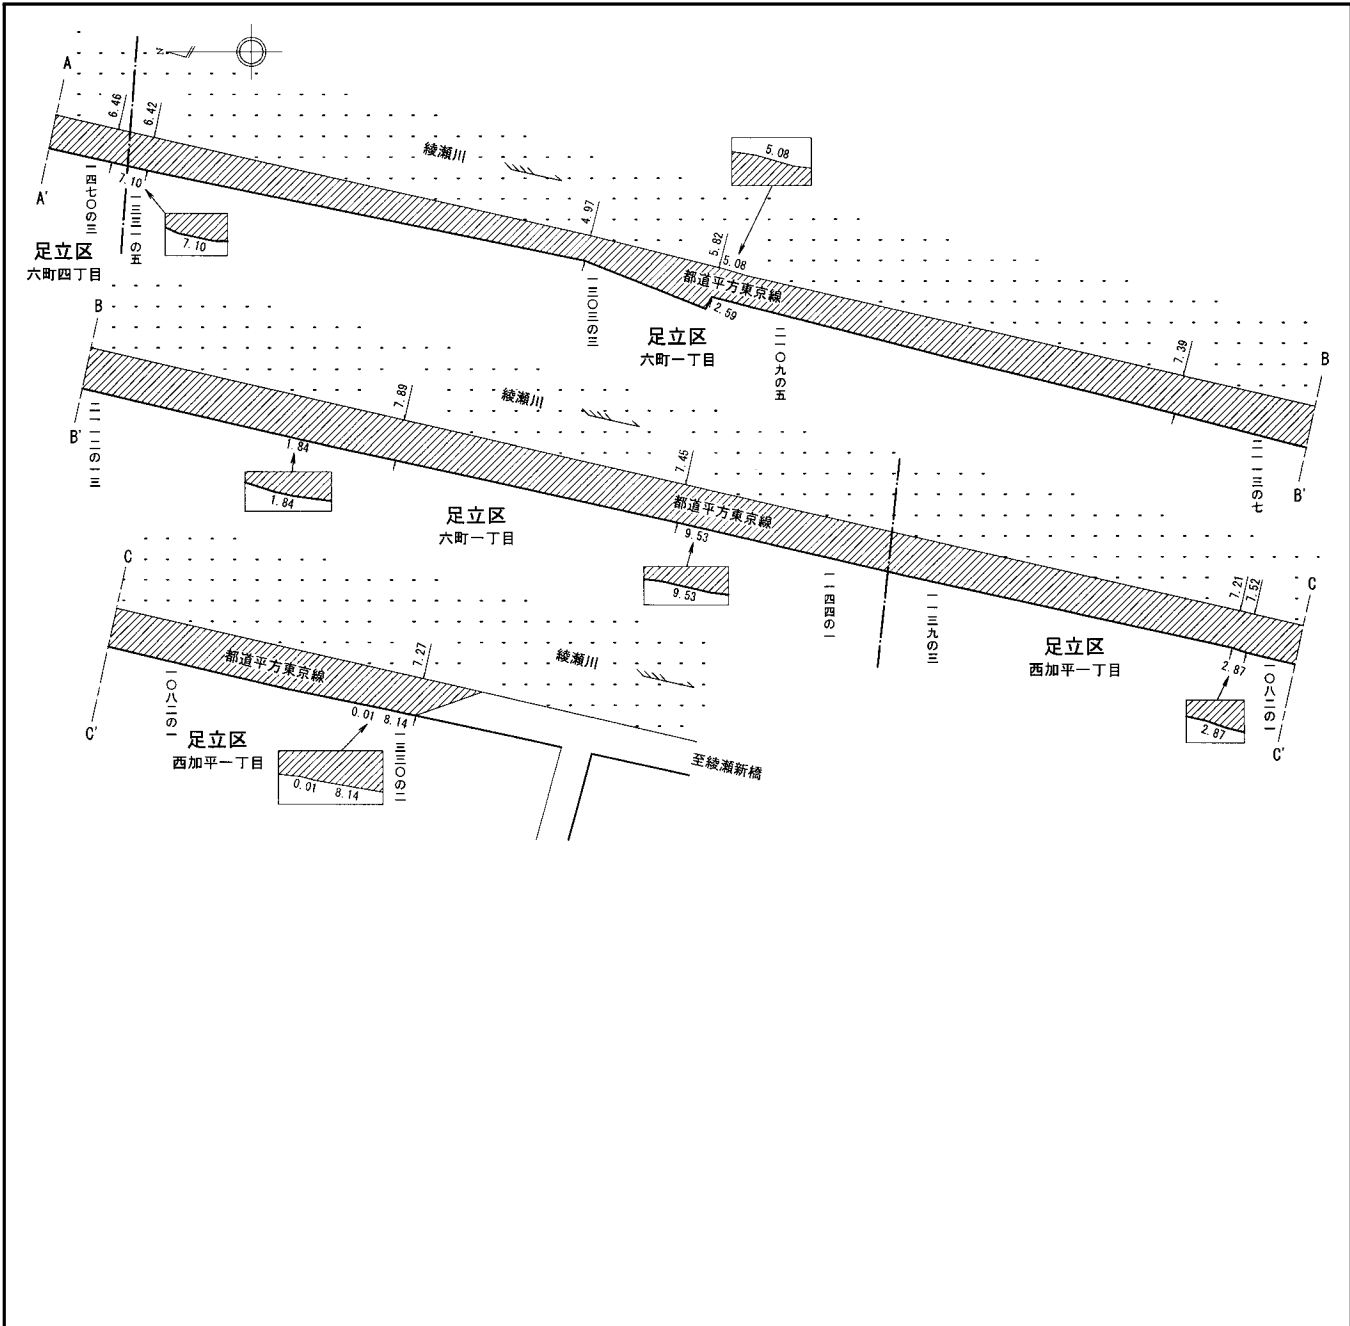 N
A
6.46
6.42
綾瀬川
5.08
A'
一四七〇の三
7.10
一三三一の五
7.10
足立区
六町四丁目
4.97
5.82
5.08
都道平方東京線
2.59
一三〇三の三
足立区
六町一丁目
二一〇九の五
7.39
B
二一一三の七
B'
B
B'
二一一二の一三
7.89
綾瀬川
1.84
1.84
足立区
六町一丁目
7.45
都道平方東京線
9.53
9.53
一一四四の一
一一三九の三
足立区
西加平一丁目
7.21
7.52
C
2.87
2.87
一〇八二の一
C'
C
C'
都道平方東京線
一〇八二の一
7.27
綾瀬川
足立区
西加平一丁目
0.01 8.14
0.01 8.14
一三三〇の二
至綾瀬新橋